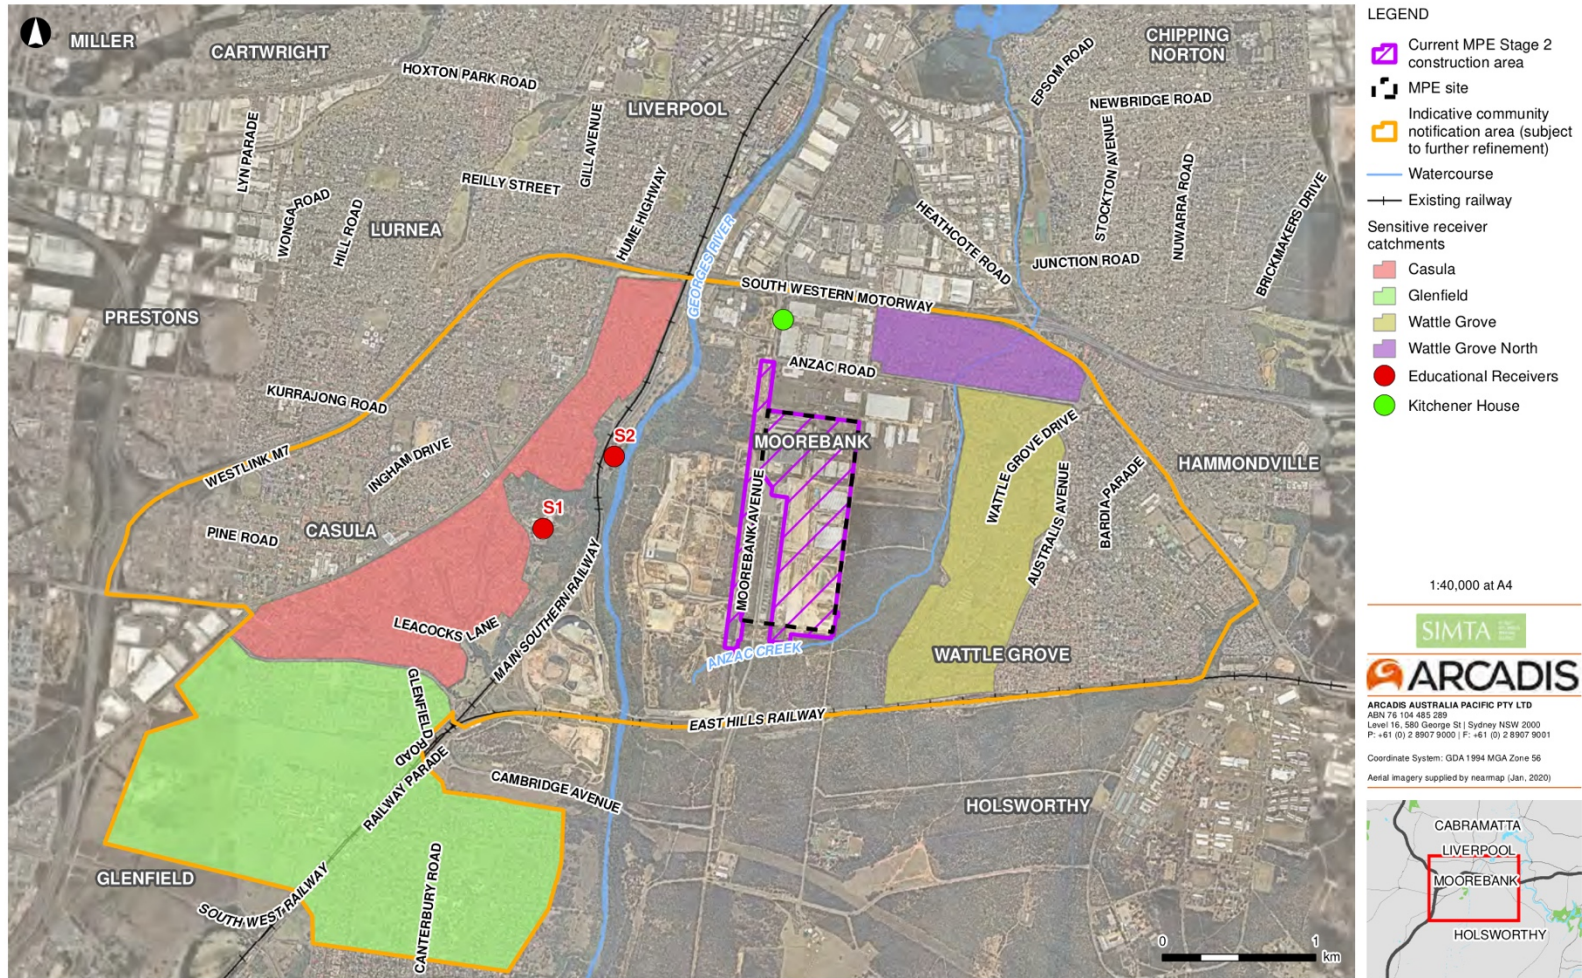 MILLER
CARTWRIGHT
HOXTON PARK ROAD
LIVERPOOL
CHIPPING
NORTON
EPSOM ROAD
NEWBRIDGE ROAD
LYN PARADE
GILL AVENUE
REILLY STREET
STOCKTON AVENUE
NUWARRA ROAD
BRICKMAKERS DRIVE
WONGA ROAD
HILL ROAD
LURNEA
HUME HIGHWAY
GEORGES RIVER
HEATHCOTE ROAD
JUNCTION ROAD
SOUTH WESTERN MOTORWAY
PRESTONS
ANZAC ROAD
KURRAJONG ROAD
WESTLINK M7
INGHAM DRIVE
S2
MOOREBANK
WATTLE GROVE DRIVE
HAMMONDVILLE
S1
PINE ROAD
CASULA
MOOREBANK AVENUE
AUSTRALIS AVENUE
BARDIA PARADE
LEACOCKS LANE
MAIN SOUTHERN RAILWAY
ANZAC CREEK
WATTLE GROVE
GLENFIELD ROAD
EAST HILLS RAILWAY
RAILWAY PARADE
CAMBRIDGE AVENUE
HOLSWORTHY
GLENFIELD
SOUTH WEST RAILWAY
CANTERBURY ROAD
0 1
km
LEGEND
Current MPE Stage 2
construction area
MPE site
Indicative community
notification area (subject
to further refinement)
Watercourse
Existing railway
Sensitive receiver
catchments
Casula
Glenfield
Wattle Grove
Wattle Grove North
Educational Receivers
Kitchener House
1:40,000 at A4
SIMTA
ARCADIS
ARCADIS AUSTRALIA PACIFIC PTY LTD
ABN 76 104 485 289
Level 16, 580 George St | Sydney NSW 2000
P: +61 (0) 2 8907 9000 | F: +61 (0) 2 8907 9001
Coordinate System: GDA 1994 MGA Zone 56
Aerial imagery supplied by nearmap (Jan, 2020)
CABRAMATTA
LIVERPOOL
MOOREBANK
HOLSWORTHY